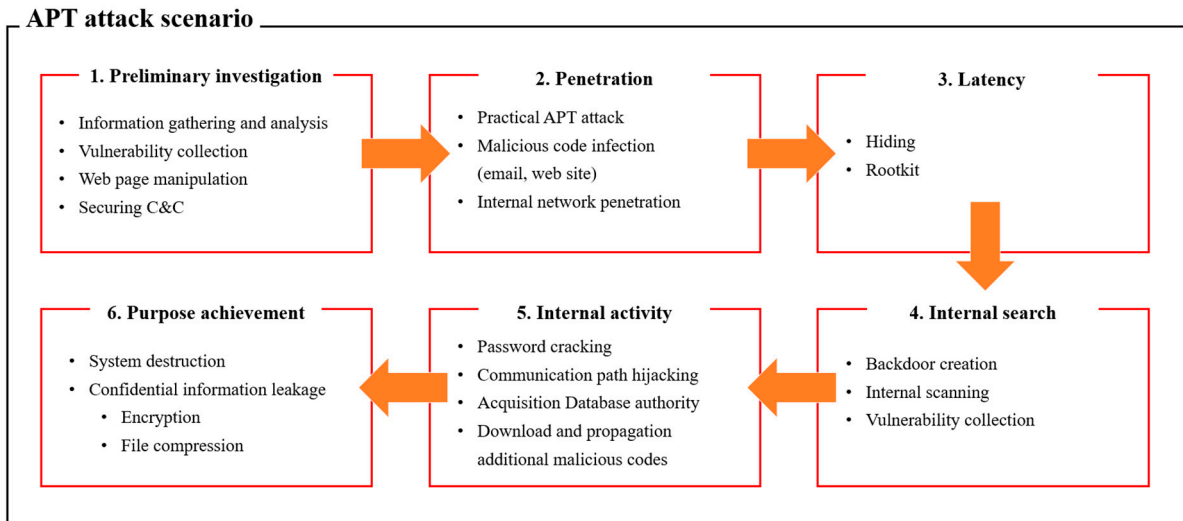 APT attack scenario
1. Preliminary investigation
• Information gathering and analysis
• Vulnerability collection
• Web page manipulation
• Securing C&C
2. Penetration
• Practical APT attack
• Malicious code infection
(email, web site)
• Internal network penetration
3. Latency
• Hiding
• Rootkit
4. Internal search
• Backdoor creation
• Internal scanning
• Vulnerability collection
5. Internal activity
• Password cracking
• Communication path hijacking
• Acquisition Database authority
• Download and propagation
additional malicious codes
6. Purpose achievement
• System destruction
• Confidential information leakage
• Encryption
• File compression